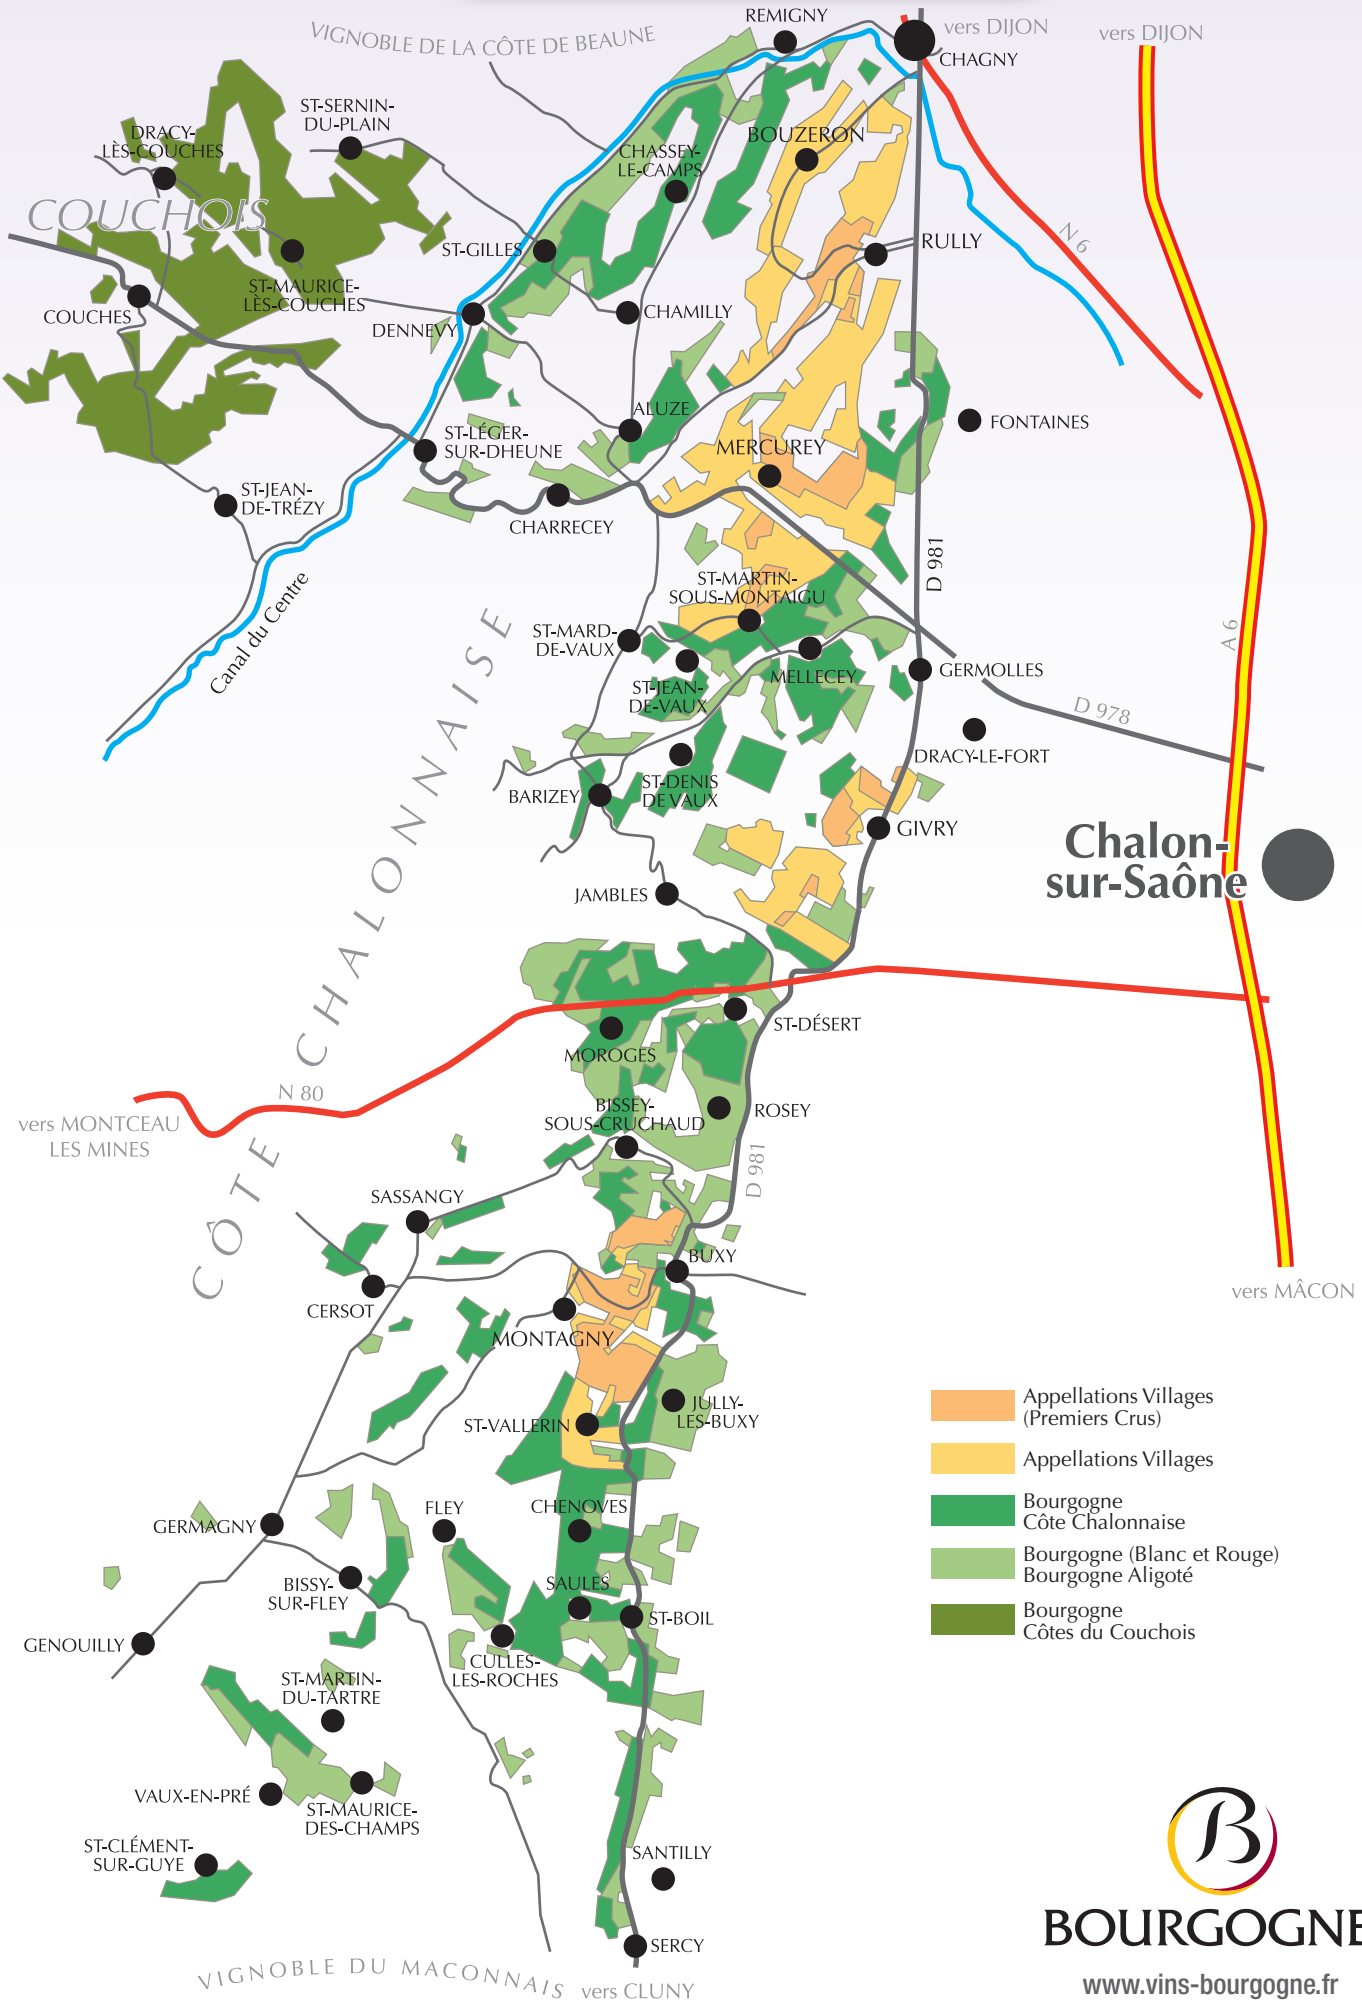 REMIGNY
vers DIJON
vers DIJON
VIGNOBLE DE LA CÔTE DE BEAUNE
CHAGNY
ST-SERNIN-
DU-PLAIN
DRACY-
LÈS-COUCHES
BOUZERON
CHASSEY-
LE-CAMPS
COUCHOIS
ST-GILLES
RULLY
N 6
ST-MAURICE-
LÈS-COUCHES
COUCHES
DENNEVY
CHAMILLY
ALUZE
FONTAINES
ST-LÉGER-
SUR-DHEUNE
MERCUREY
ST-JEAN-
DE-TRÉZY
CHARRECEY
D 981
ST-MARTIN-
SOUS-MONTAIGU
Canal du Centre
ST-MARD-
DE-VAUX
A 6
MELLECEY
GERMOLLES
ST-JEAN-
DE-VAUX
D 978
DRACY-LE-FORT
ST-DENIS
DE VAUX
BARIZEY
GIVRY
Chalon-
sur-Saône
JAMBLES
CÔTE CHALONNAISE
ST-DÉSERT
MOROGES
N 80
vers MONTCEAU
LES MINES
BISSEY-
SOUS-CRUCHAUD
ROSEY
D 981
SASSANGY
BUXY
CERSOT
vers MÂCON
MONTAGNY
JULLY-
LES-BUXY
ST-VALLERIN
Appellations Villages
(Premiers Crus)
Appellations Villages
Bourgogne
Côte Chalonnaise
Bourgogne (Blanc et Rouge)
Bourgogne Aligoté
Bourgogne
Côtes du Couchois
FLEY
CHENOVES
GERMAGNY
BISSY-
SUR-FLEY
SAULES
ST-BOIL
GENOUILLY
CULLES-
LES-ROCHES
ST-MARTIN-
DU-TARTRE
VAUX-EN-PRÉ
ST-MAURICE-
DES-CHAMPS
ST-CLÉMENT-
SUR-GUYE
SANTILLY
SERCY
VIGNOBLE DU MACONNAIS
vers CLUNY
B
BOURGOGNE
www.vins-bourgogne.fr